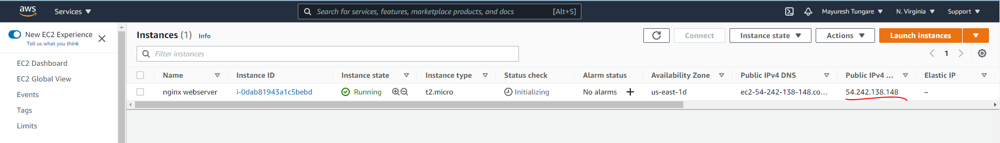 aws Services Search for services, features, marketplace products, and docs [Alt+S] Mayuresh Tungare N. Virginia Support
New EC2 Experience
Tell us what you think
EC2 Dashboard
EC2 Global View
Events
Tags
Limits
Instances (1) Info
Connect Instance state Actions Launch instances
Filter instances
1
Name Instance ID Instance state Instance type Status check Alarm status Availability Zone Public IPv4 DNS Public IPv4 ... Elastic IP
nginx webserver i-0dab81943a1c5bebd Running t2.micro Initializing No alarms + us-east-1d ec2-54-242-138-148.co... 54.242.138.148 –